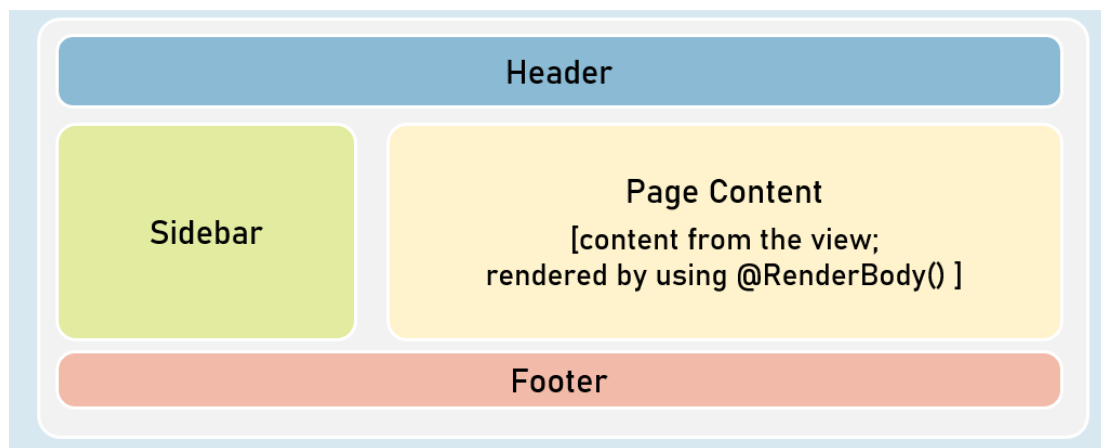 Header
Sidebar
Page Content
[content from the view;
rendered by using @RenderBody() ]
Footer